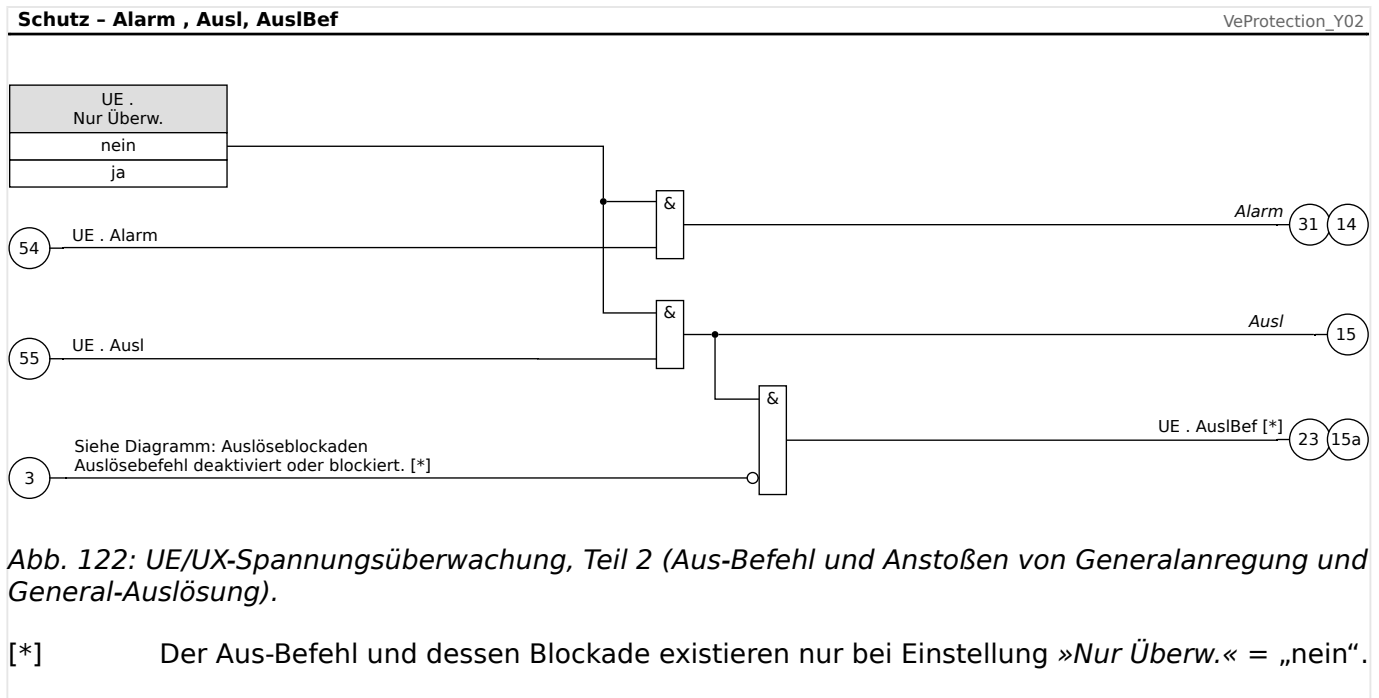 Schutz – Alarm , Ausl, AuslBef
VeProtection_Y02
UE .
Nur Überw.
nein
ja
&
Alarm
31
14
54
UE . Alarm
&
Ausl
15
55
UE . Ausl
&
UE . AuslBef [*]
23
15a
Siehe Diagramm: Auslöseblockaden
Auslösebefehl deaktiviert oder blockiert. [*]
3
Abb. 122: UE/UX-Spannungsüberwachung, Teil 2 (Aus-Befehl und Anstoßen von Generalanregung und
General-Auslösung).
[*] Der Aus-Befehl und dessen Blockade existieren nur bei Einstellung »Nur Überw.« = „nein“.